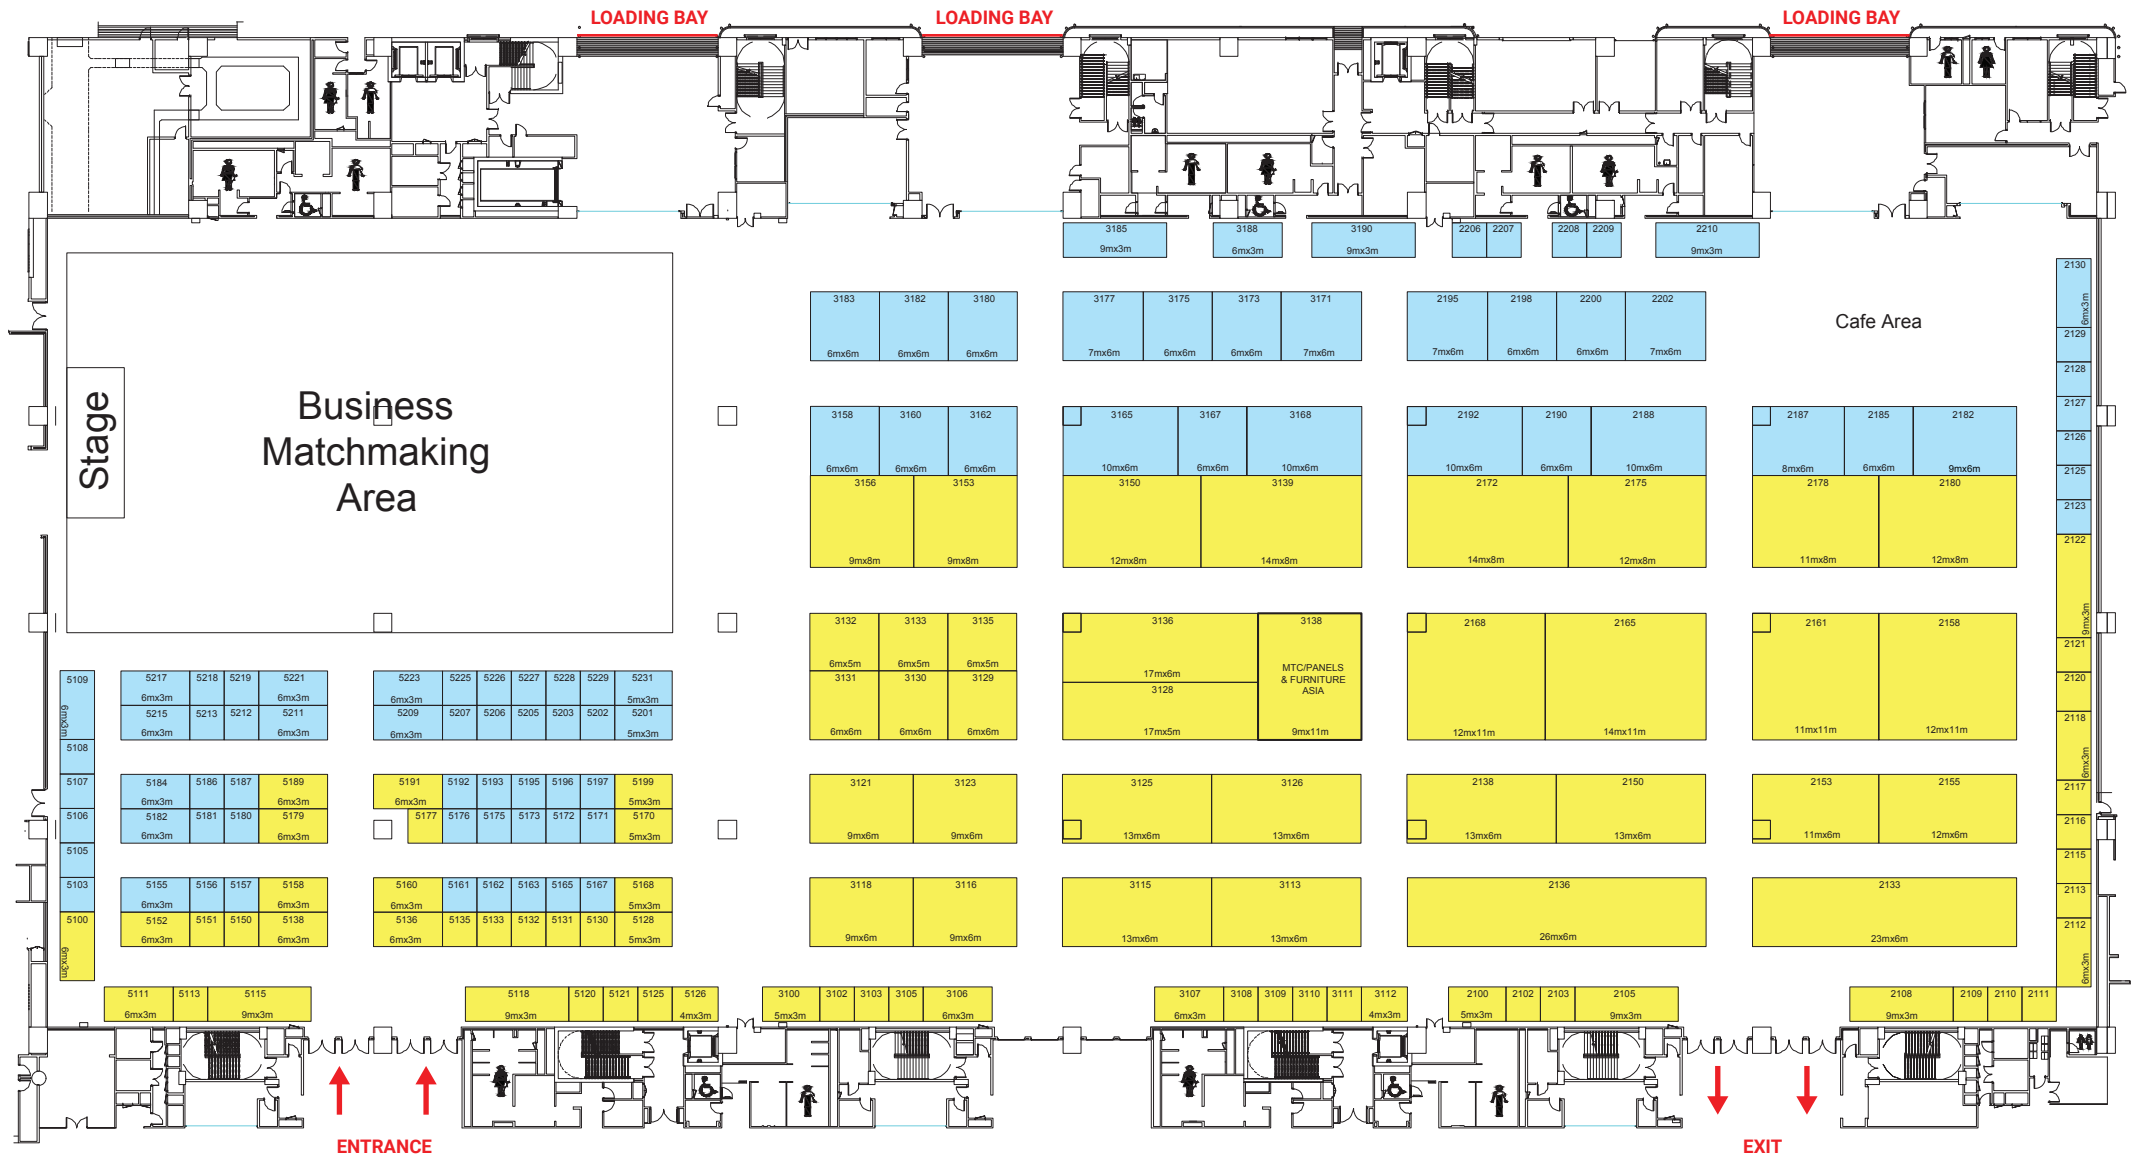 LOADING BAY LOADING BAY LOADING BAY
3185 3188 3190 2206 2207 2208 2209 2210
9mx3m 6mx3m 9mx3m 9mx3m
2130
6mx3m
3183 3182 3180 3177 3175 3173 3171 2195 2198 2200 2202
Cafe Area
2129
6mx6m 6mx6m 6mx6m 7mx6m 6mx6m 6mx6m 7mx6m 7mx6m 6mx6m 6mx6m 7mx6m
2128
2127
Stage
Business
Matchmaking
Area
3158 3160 3162 3165 3167 3168 2192 2190 2188 2187 2185 2182
2126
6mx6m 6mx6m 6mx6m 10mx6m 6mx6m 10mx6m 10mx6m 6mx6m 10mx6m 8mx6m 6mx6m 9mx6m
2125
3156 3153 3150 3139 2172 2175 2178 2180
2123
2122
9mx3m
9mx8m 9mx8m 12mx8m 14mx8m 14mx8m 12mx8m 11mx8m 12mx8m
3132 3133 3135 3136 3138 2168 2165 2161 2158
2121
6mx5m 6mx5m 6mx5m 17mx6m
MTC/PANELS
& FURNITURE
ASIA
3131 3130 3129 3128
2120
2118
6mx3m
6mx6m 6mx6m 6mx6m 17mx5m 9mx11m 12mx11m 14mx11m 11mx11m 12mx11m
5109
6mx3m
5217 5218 5219 5221 5223 5225 5226 5227 5228 5229 5231
6mx3m 6mx3m 6mx3m 5mx3m
5215 5213 5212 5211 5209 5207 5206 5205 5203 5202 5201
6mx3m 6mx3m 6mx3m 5mx3m
5108
5107
5184 5186 5187 5189 5191 5192 5193 5195 5196 5197 5199
6mx3m 6mx3m 6mx3m 5mx3m
3121 3123 3125 3126 2138 2150 2153 2155
2117
5106
5182 5181 5180 5179 5177 5176 5175 5173 5172 5171 5170
6mx3m 6mx3m 5mx3m
9mx6m 9mx6m 13mx6m 13mx6m 13mx6m 13mx6m 11mx6m 12mx6m
2116
5105
2115
5103
5155 5156 5157 5158 5160 5161 5162 5163 5165 5167 5168
6mx3m 6mx3m 6mx3m 5mx3m
3118 3116 3115 3113 2136 2133
2113
5100
6mx3m
5152 5151 5150 5138 5136 5135 5133 5132 5131 5130 5128
6mx3m 6mx3m 6mx3m 5mx3m
9mx6m 9mx6m 13mx6m 13mx6m 26mx6m 23mx6m
2112
6mx3m
5111 5113 5115 5118 5120 5121 5125 5126 3100 3102 3103 3105 3106 3107 3108 3109 3110 3111 3112 2100 2102 2103 2105 2108 2109 2110 2111
6mx3m 9mx3m 9mx3m 4mx3m 5mx3m 6mx3m 6mx3m 4mx3m 5mx3m 9mx3m 9mx3m
ENTRANCE EXIT